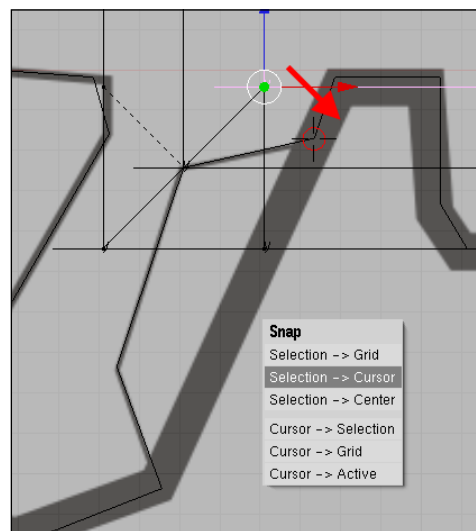 Snap
Selection -> Grid
Selection -> Cursor
Selection -> Center
Cursor -> Selection
Cursor -> Grid
Cursor -> Active